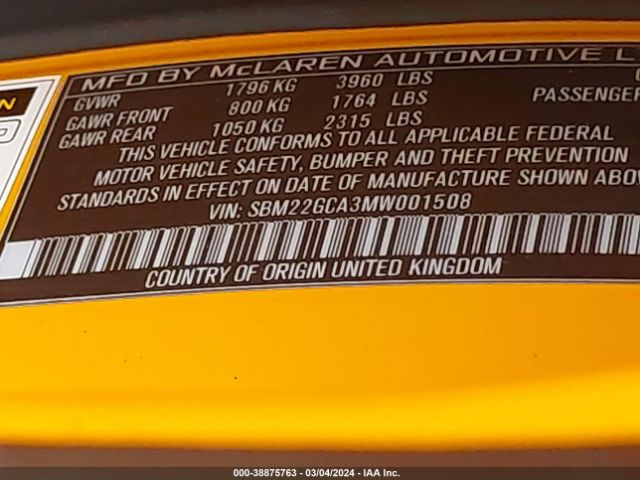 MFD BY McLAREN AUTOMOTIVE
GVWR 1796 KG 3960 LBS
GAWR FRONT 800 KG 1764 LBS PASSENGER
GAWR REAR 1050 KG 2315 LBS
THIS VEHICLE CONFORMS TO ALL APPLICABLE FEDERAL
MOTOR VEHICLE SAFETY, BUMPER AND THEFT PREVENTION
STANDARDS IN EFFECT ON DATE OF MANUFACTURE SHOWN ABO
VIN: SBM22GCA3MW001508
COUNTRY OF ORIGIN UNITED KINGDOM
000-38875763 - 03/04/2024 - IAA Inc.